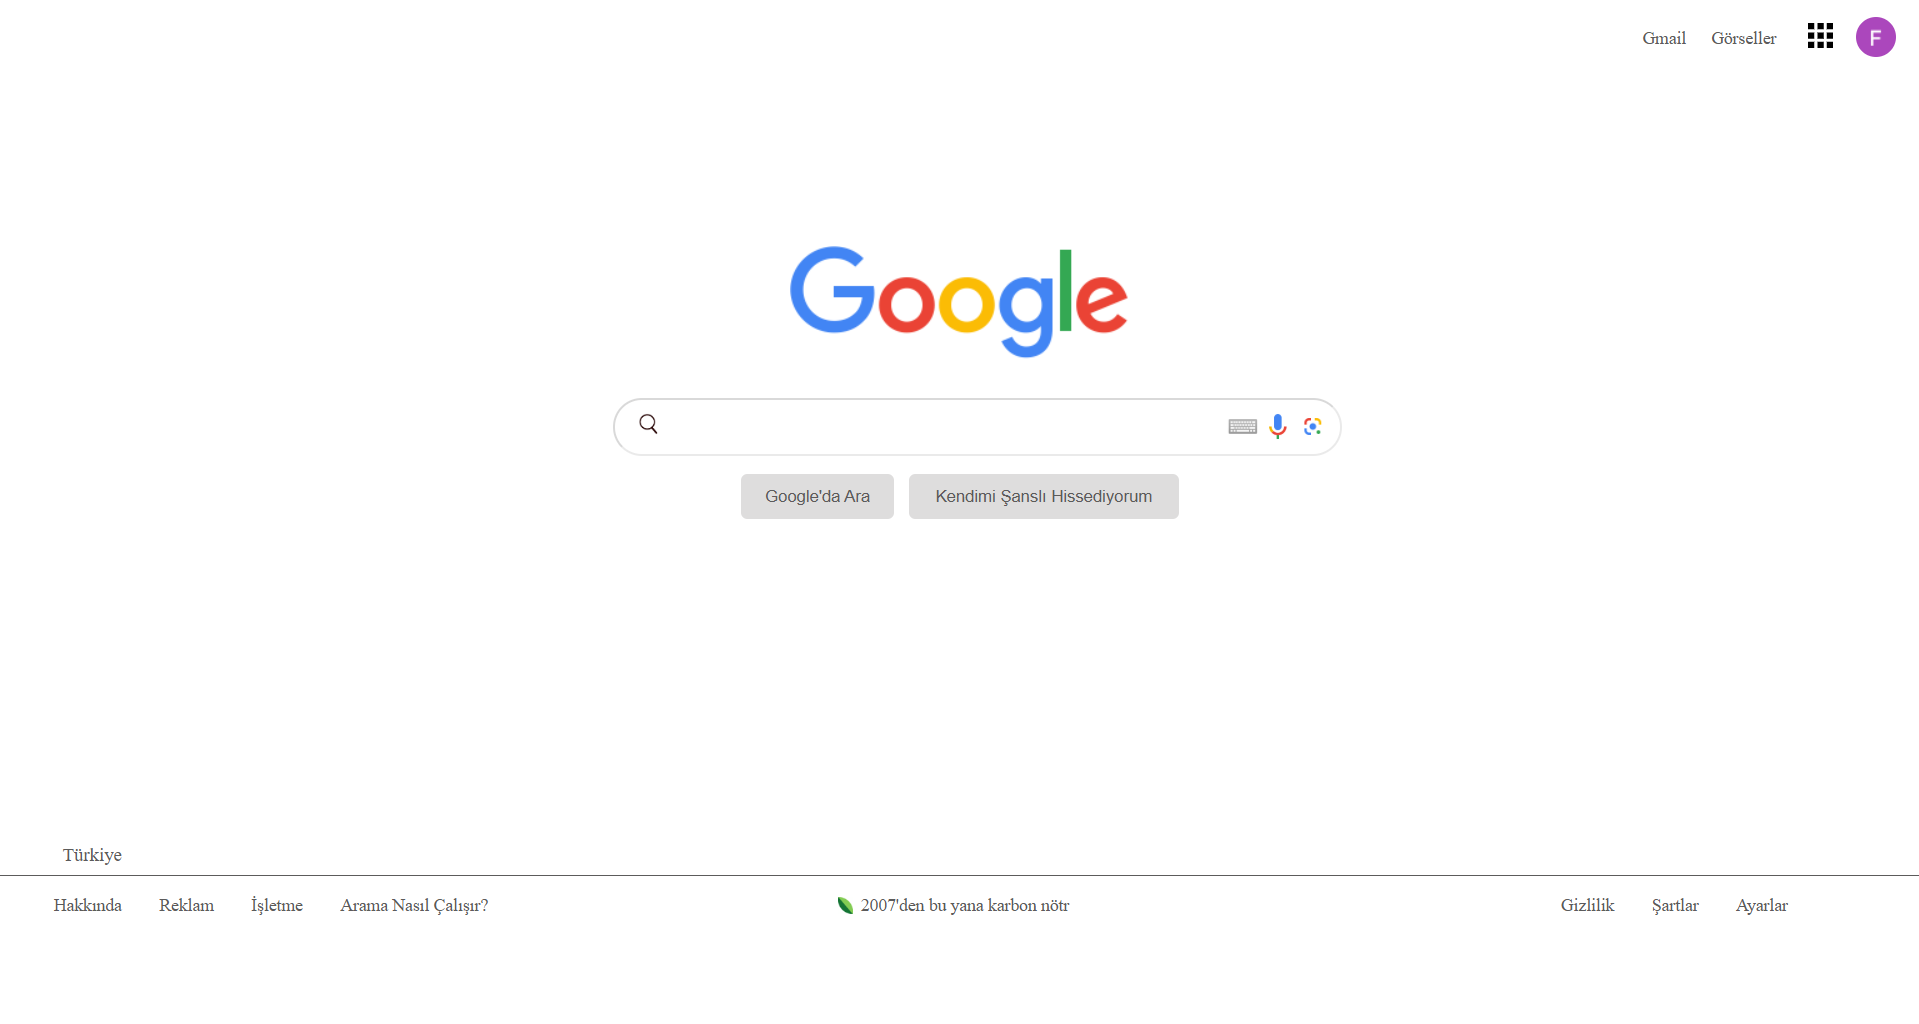 Gmail Görseller F
Google
Google'da Ara Kendimi Şanslı Hissediyorum
Türkiye
Hakkında Reklam İşletme Arama Nasıl Çalışır? 2007'den bu yana karbon nötr Gizlilik Şartlar Ayarlar